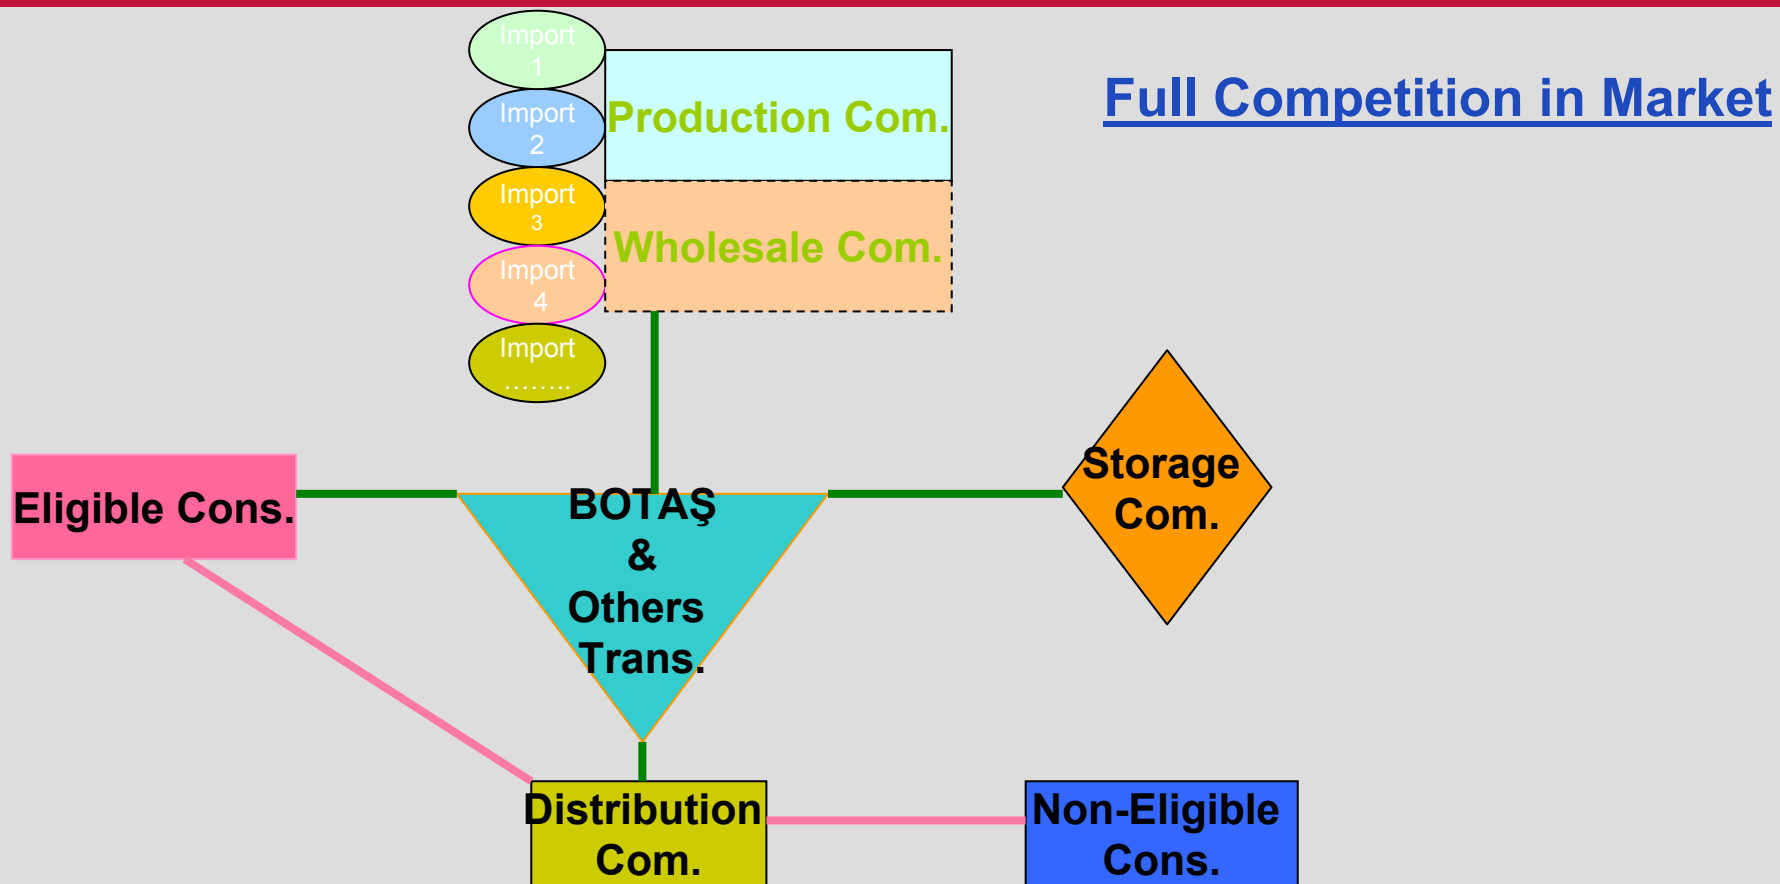 Import
1
Import
2
Import
3
Import
4
Import
……..
Production Com.
Wholesale Com.
Full Competition in Market
Eligible Cons.
BOTAŞ
&
Others
Trans.
Storage
Com.
Distribution
Com.
Non-Eligible
Cons.